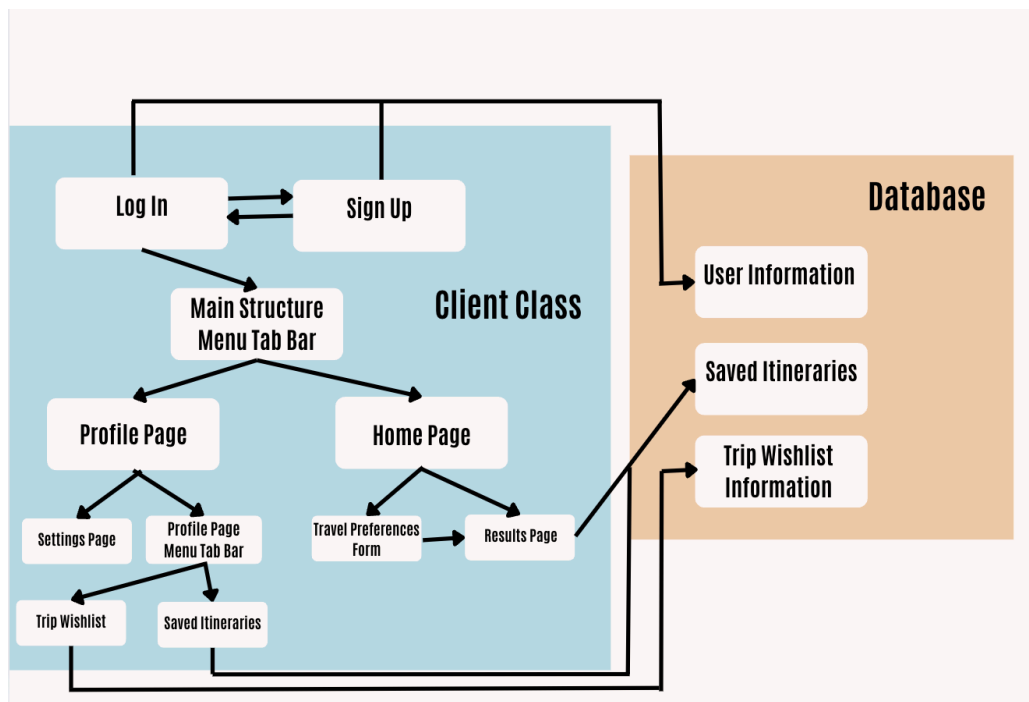 Database
Log In
Sign Up
User Information
Client Class
Main Structure
Menu Tab Bar
Saved Itineraries
Profile Page
Home Page
Trip Wishlist
Information
Settings Page
Profile Page
Menu Tab Bar
Travel Preferences
Form
Results Page
Trip Wishlist
Saved Itineraries